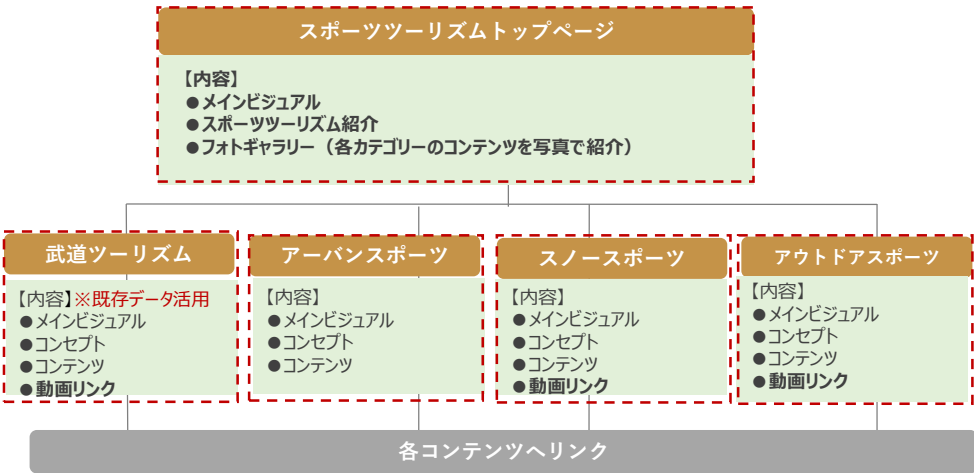 スポーツツーリズムトップページ
【内容】
●メインビジュアル
●スポーツツーリズム紹介
●フォトギャラリー（各カテゴリーのコンテンツを写真で紹介）
武道ツーリズム
【内容】※既存データ活用
●メインビジュアル
●コンセプト
●コンテンツ
●動画リンク
アーバンスポーツ
【内容】
●メインビジュアル
●コンセプト
●コンテンツ
スノースポーツ
【内容】
●メインビジュアル
●コンセプト
●コンテンツ
●動画リンク
アウトドアスポーツ
【内容】
●メインビジュアル
●コンセプト
●コンテンツ
●動画リンク
各コンテンツへリンク